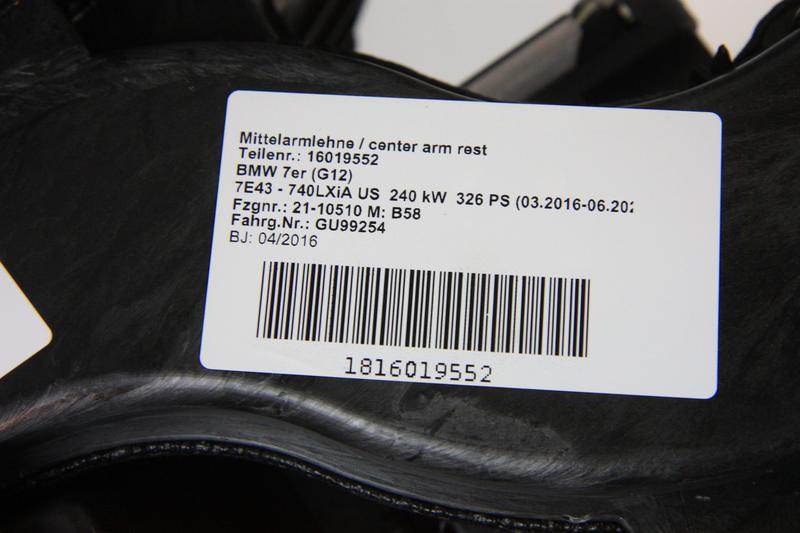 Mittelarmlehne / center arm rest
Teilenr.: 16019552
BMW 7er (G12)
7E43 - 740LXiA US 240 kW 326 PS (03.2016-06.202
Fzgnr.: 21-10510 M: B58
Fahrg.Nr.: GU99254
BJ: 04/2016
1816019552